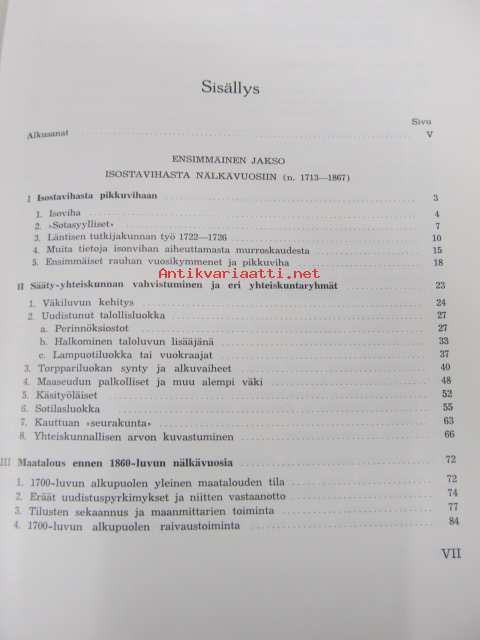 Sisällys
Sivu
Alkusanat V
ENSIMMÄINEN JAKSO
ISOSTAVIHASTA NÄLKÄVUOSIIN (n. 1713—1867)
I Isostavihasta pikkuvihaan 3
1. Isoviha 4
2. »Sotasyylliset» 7
3. Läntisen tutkijakunnan työ 1722—1726 10
4. Muita tietoja isonvihan aiheuttamasta murroskaudesta 15
5. Ensimmäiset rauhan vuosikymmenet ja pikkuviha 18
Antikvariaatti.net
II Sääty-yhteiskunnan vahvistuminen ja eri yhteiskuntaryhmät 23
1. Väkiluvun kehitys 24
2. Uudistunut talollisluokka 27
a. Perinnöksiostot 27
b. Halkominen taloluvun lisääjänä 33
c. Lampuotiluokka tai vuokraajat 37
3. Torppariluokan synty ja alkuvaiheet 40
4. Maaseudun palkolliset ja muu alempi väki 48
5. Käsityöläiset 52
6. Sotilasluokka 55
7. Kauttuan »seurakunta» 63
8. Yhteiskunnallisen arvon kuvastuminen 66
III Maatalous ennen 1860-luvun nälkävuosia 72
1. 1700-luvun alkupuolen yleinen maatalouden tila 72
2. Eräät uudistuspyrkimykset ja niitten vastaanotto 74
3. Tilusten sekaannus ja maanmittarien toiminta 77
4. 1700-luvun alkupuolen raivaustoiminta 84
VII